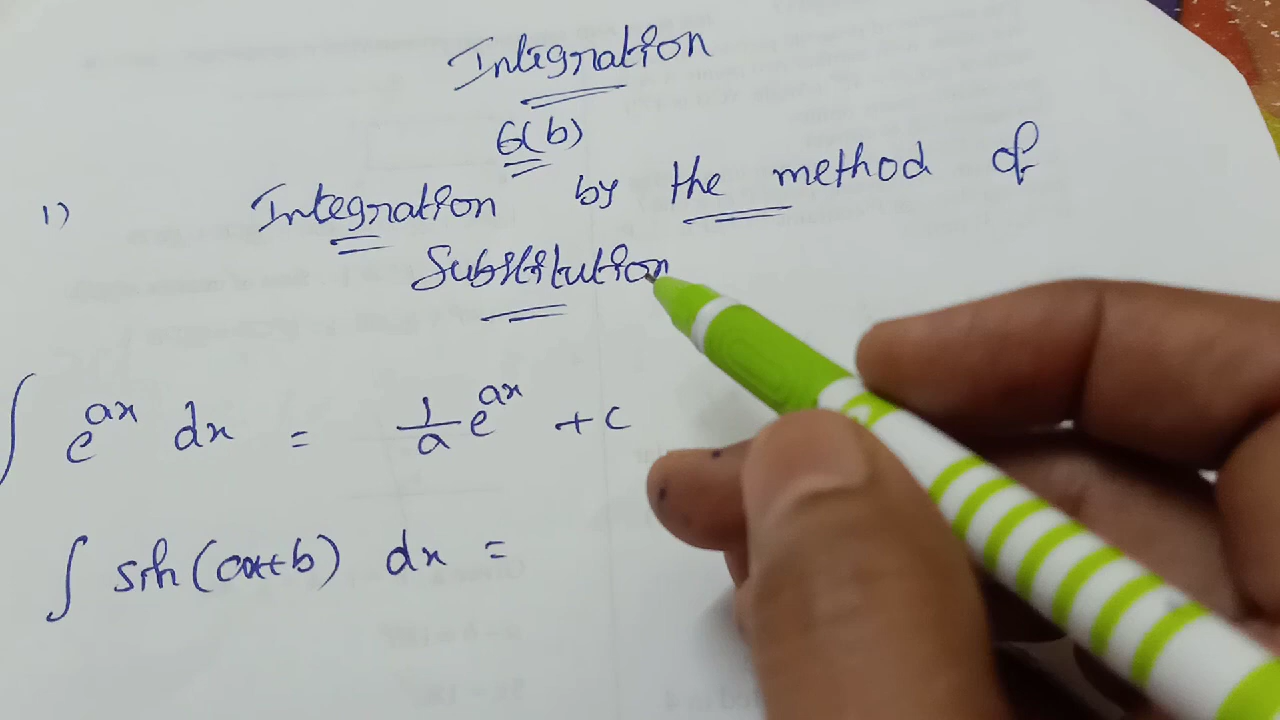 Integration
6(b)
1) Integration by the method of
Substitution
∫ e^{ax} dx = 1/a e^{ax} + c
∫ sin(ax+b) dx =